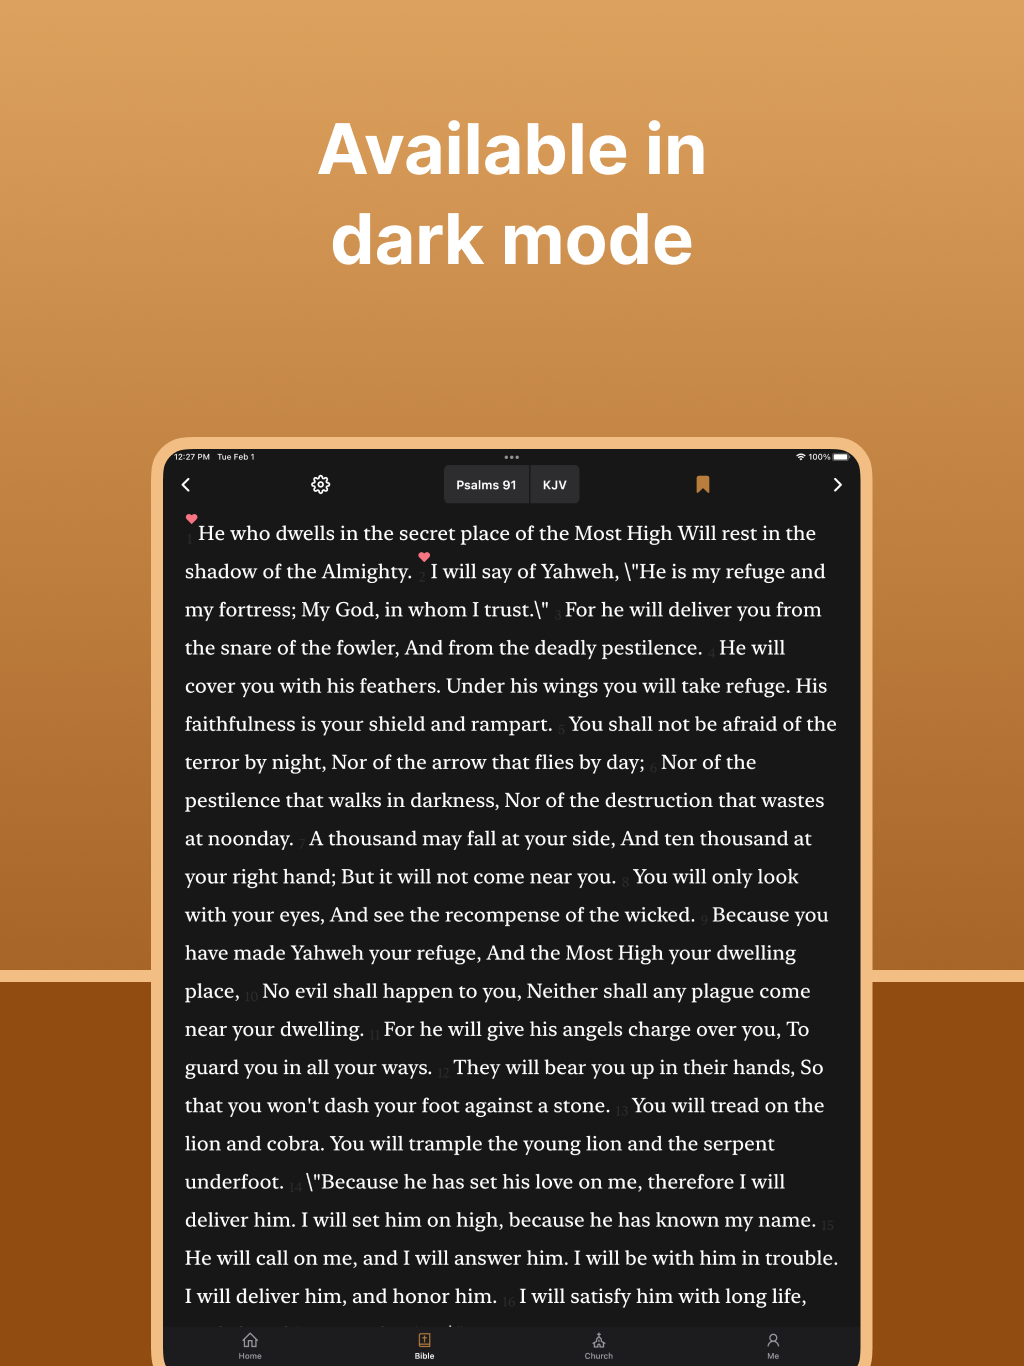 Available in
dark mode
12:27 PM Tue Feb 1
100%
Psalms 91 KJV
1 He who dwells in the secret place of the Most High Will rest in the
shadow of the Almighty. 2 I will say of Yahweh, \"He is my refuge and
my fortress; My God, in whom I trust.\" 3 For he will deliver you from
the snare of the fowler, And from the deadly pestilence. 4 He will
cover you with his feathers. Under his wings you will take refuge. His
faithfulness is your shield and rampart. 5 You shall not be afraid of the
terror by night, Nor of the arrow that flies by day; 6 Nor of the
pestilence that walks in darkness, Nor of the destruction that wastes
at noonday. 7 A thousand may fall at your side, And ten thousand at
your right hand; But it will not come near you. 8 You will only look
with your eyes, And see the recompense of the wicked. 9 Because you
have made Yahweh your refuge, And the Most High your dwelling
place, 10 No evil shall happen to you, Neither shall any plague come
near your dwelling. 11 For he will give his angels charge over you, To
guard you in all your ways. 12 They will bear you up in their hands, So
that you won't dash your foot against a stone. 13 You will tread on the
lion and cobra. You will trample the young lion and the serpent
underfoot. 14 \"Because he has set his love on me, therefore I will
deliver him. I will set him on high, because he has known my name. 15
He will call on me, and I will answer him. I will be with him in trouble.
I will deliver him, and honor him. 16 I will satisfy him with long life,
Home Bible Church Me